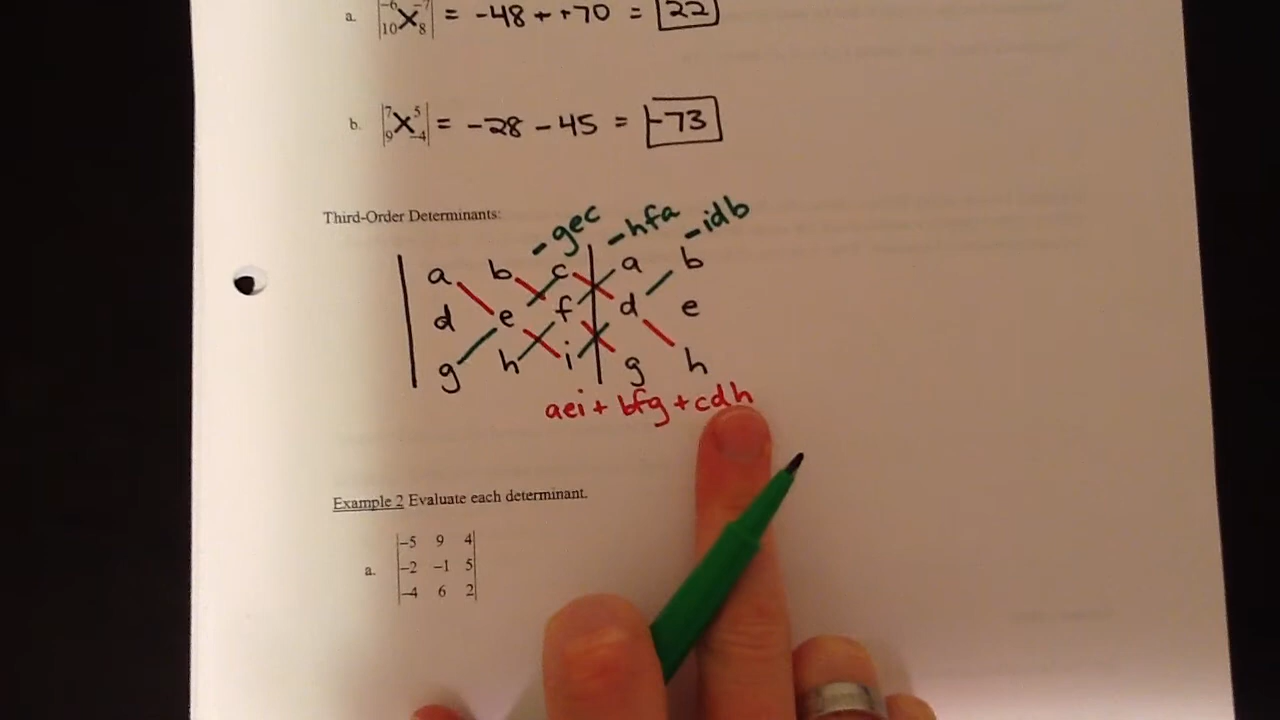 a. |-6 -7| = -48 + +70 = 22
|10 8|
b. |7 5| = -28 - 45 = -73
|9 -4|
Third-Order Determinants:
-gec -hfa -idb
a b c a b
d e f d e
g h i g h
aei + bfg + cdh
Example 2 Evaluate each determinant.
-5 9 4
a. -2 -1 5
-4 6 2